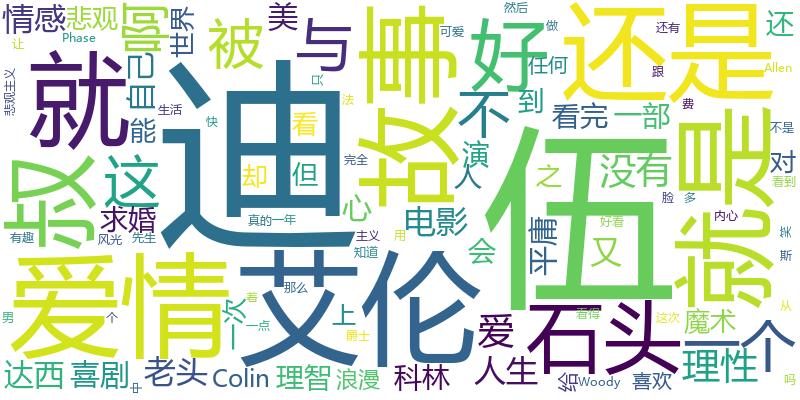 情感
悲观
啊
世界
被
美
与
故事
好
然后
做
可爱
还有
还是
还
让
Phase
悲观主义
就
自己
能
生活
快
迪
只
看
法
不
到
任何
跟
Allen
看完
一部
费
叔
这
却
但
完全
演
人
伍
之
没有
就是
不是
对
看到
求婚
心
电影
脸
多
有趣
风光
先生
真的一年
主义
用
知道
会
平庸
又
好看
内心
斯
英
男
个
爱情
一次
着
一点
艾伦
那么
上
爵士
爱
石头
看得
这次
魔术
一个
从
达西
喜剧
中
老头
Colin
理智
浪漫
科林
人生
给
Woody
喜欢
理性
吗